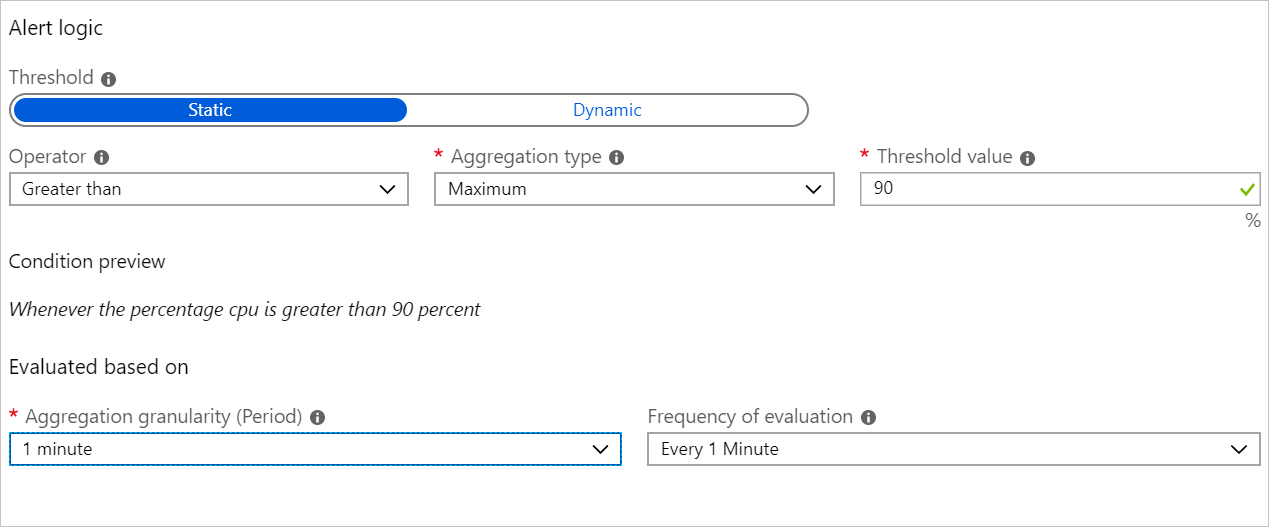 Alert logic
Threshold
Static Dynamic
Operator * Aggregation type * Threshold value
Greater than Maximum 90
%
Condition preview
Whenever the percentage cpu is greater than 90 percent
Evaluated based on
* Aggregation granularity (Period) Frequency of evaluation
1 minute Every 1 Minute